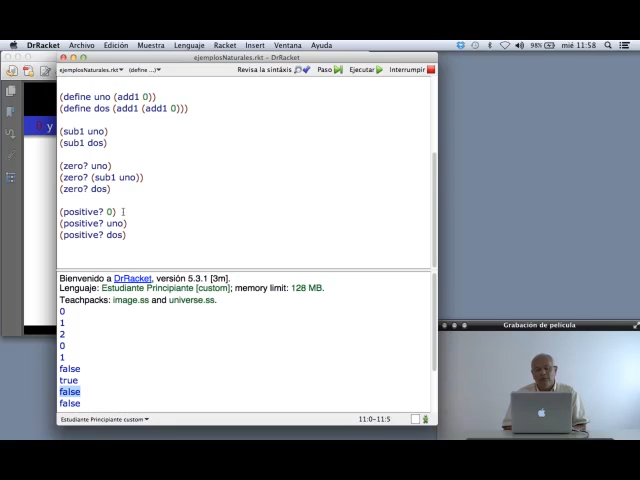 DrRacket Archivo Edición Muestra Lenguaje Racket Insert Ventana Ayuda
98% mié 11:58
ejemplosNaturales.rkt - DrRacket
ejemplosNaturales.rkt (define ...) Revisa la sintáxis Paso Ejecutar Interrumpir
(define uno (add1 0))
(define dos (add1 (add1 0)))
(sub1 uno)
(sub1 dos)
(zero? uno)
(zero? (sub1 uno))
(zero? dos)
(positive? 0)
(positive? uno)
(positive? dos)
Bienvenido a DrRacket, versión 5.3.1 [3m].
Lenguaje: Estudiante Principiante [custom]; memory limit: 128 MB.
Teachpacks: image.ss and universe.ss.
0
1
2
0
1
false
true
false
false
Estudiante Principiante custom 11:0-11:5
Grabación de película